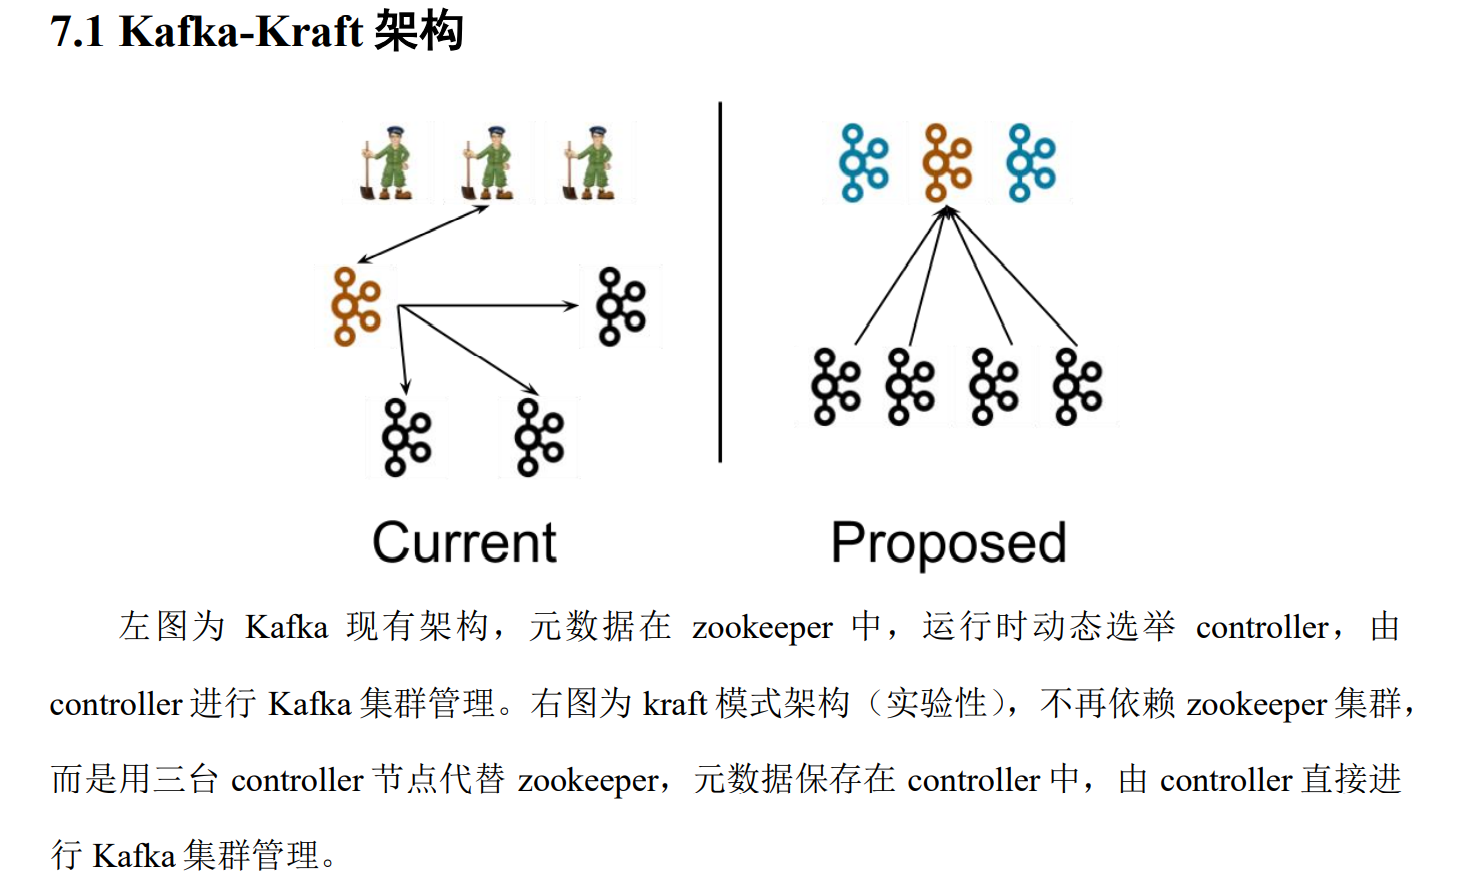 7.1 Kafka-Kraft 架构
Current
Proposed
左图为 Kafka 现有架构，元数据在 zookeeper 中，运行时动态选举 controller，由
controller 进行 Kafka 集群管理。右图为 kraft 模式架构（实验性），不再依赖 zookeeper 集群，
而是用三台 controller 节点代替 zookeeper，元数据保存在 controller 中，由 controller 直接进
行 Kafka 集群管理。